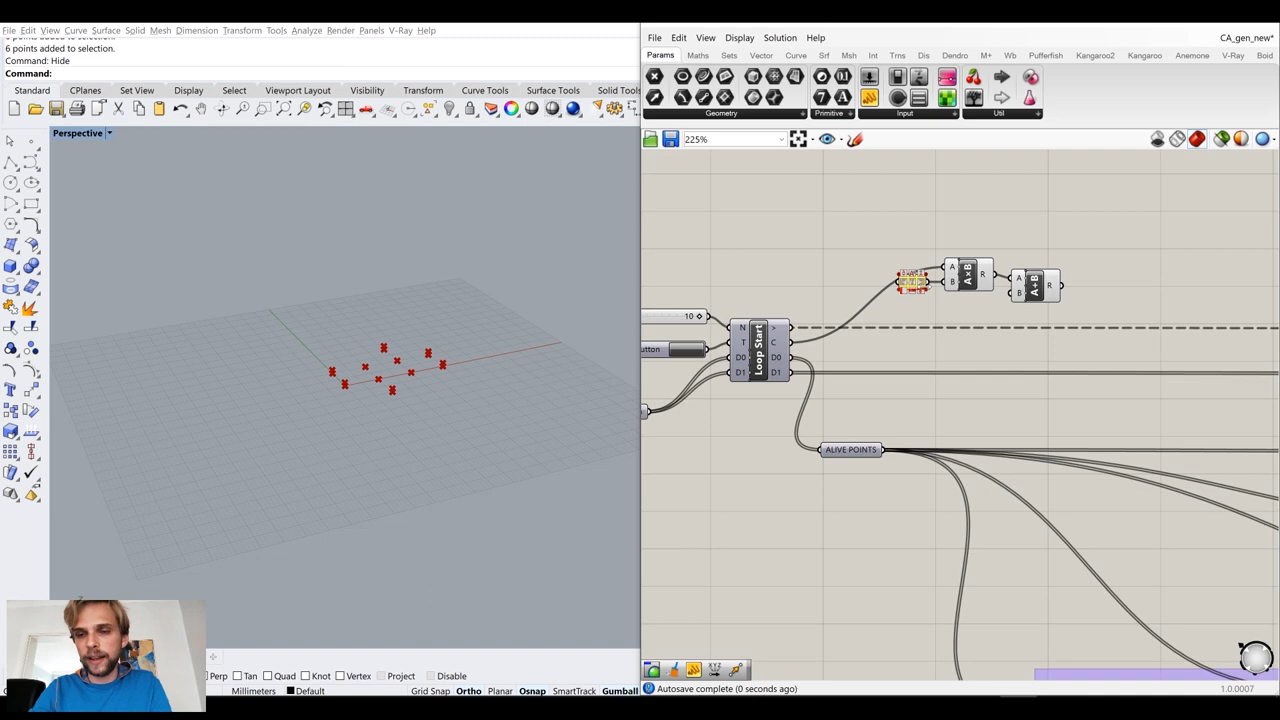 File Edit View Curve Surface Solid Mesh Dimension Transform Tools Analyze Render Panels V-Ray Help
6 points added to selection.
Command: Hide
Command:
Standard CPlanes Set View Display Select Viewport Layout Visibility Transform Curve Tools Surface Tools Solid Tools
Perspective
Perp Tan Quad Knot Vertex Project Disable
Millimeters Default Grid Snap Ortho Planar Osnap SmartTrack Gumball
File Edit View Display Solution Help CA_gen_new*
Params Maths Sets Vector Curve Srf Msh Int Trns Dis Dendro M+ Wb Pufferfish Kangaroo2 Kangaroo Anemone V-Ray Boid
Geometry Primitive Input Util
225%
A B A×B R
A B A+B R
10
utton
N T D0 D1 Loop Start > C D0 D1
ALIVE POINTS
Autosave complete (0 seconds ago) 1.0.0007